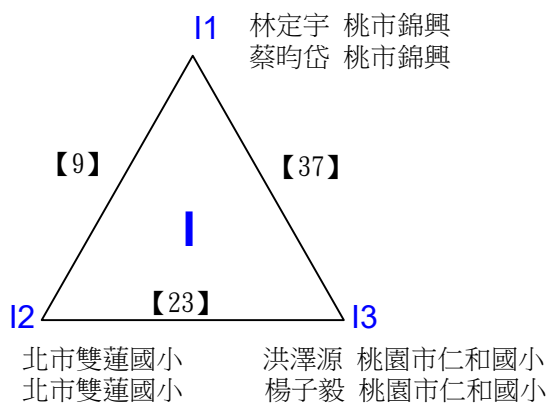 I1 林定宇 桃市錦興
蔡昀岱 桃市錦興
【9】 【37】
I
【23】
I2 I3
北市雙蓮國小 洪澤源 桃園市仁和國小
北市雙蓮國小 楊子毅 桃園市仁和國小